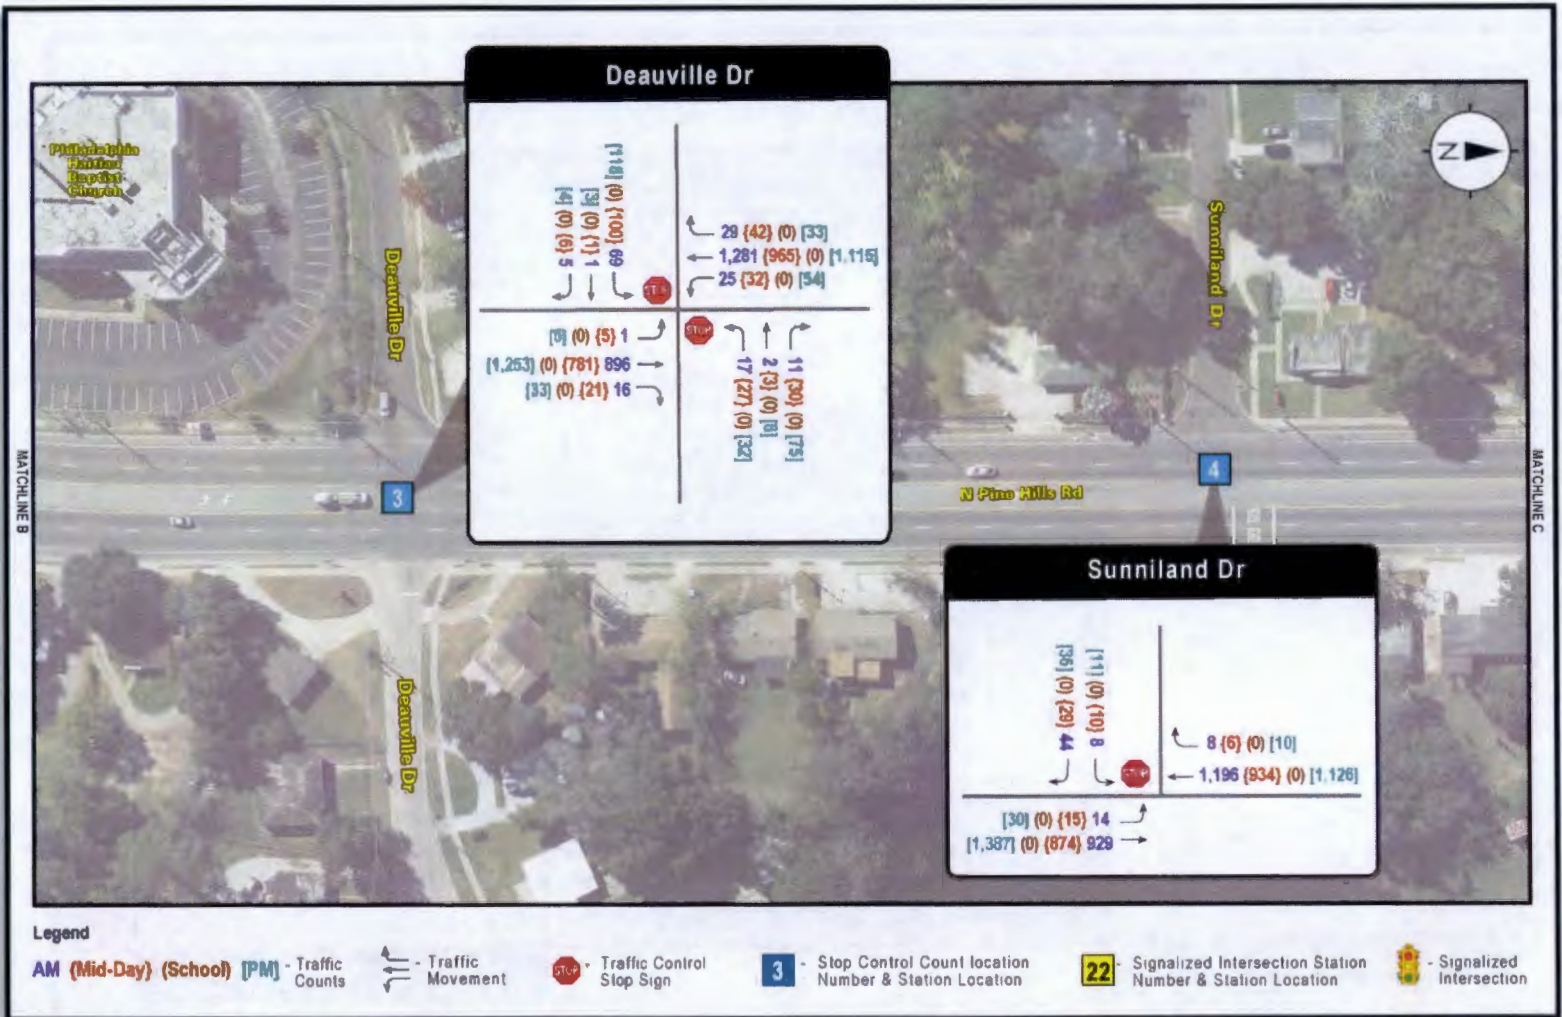 Deauville Dr
Philadelphia
Haitian
Baptist
Church
Deauville Dr
[4] (0) {6} 5
[3] (0) {1} 1
[118] (0) {100} 69
STOP
29 {42} (0) [33]
1,281 {965} (0) [1,115]
25 {32} (0) [54]
(0) {5} 1
[1,253] (0) {781} 896
[33] (0) {21} 16
STOP
17 {27} (0) [32]
2 {3} (0) [8]
11 {30} (0) [75]
N
Sunniland Dr
MATCHLINE B
3
N Pine Hills Rd
4
MATCHLINE C
Deauville Dr
Sunniland Dr
[36] (0) {29} 44
[11] (0) {10} 8
STOP
8 {6} (0) [10]
1,196 {934} (0) [1,126]
[30] (0) {15} 14
[1,387] (0) {874} 929
Legend
AM {Mid-Day} (School) [PM] - Traffic
Counts
- Traffic
Movement
STOP - Traffic Control
Stop Sign
3 - Stop Control Count location
Number & Station Location
22 - Signalized Intersection Station
Number & Station Location
- Signalized
Intersection